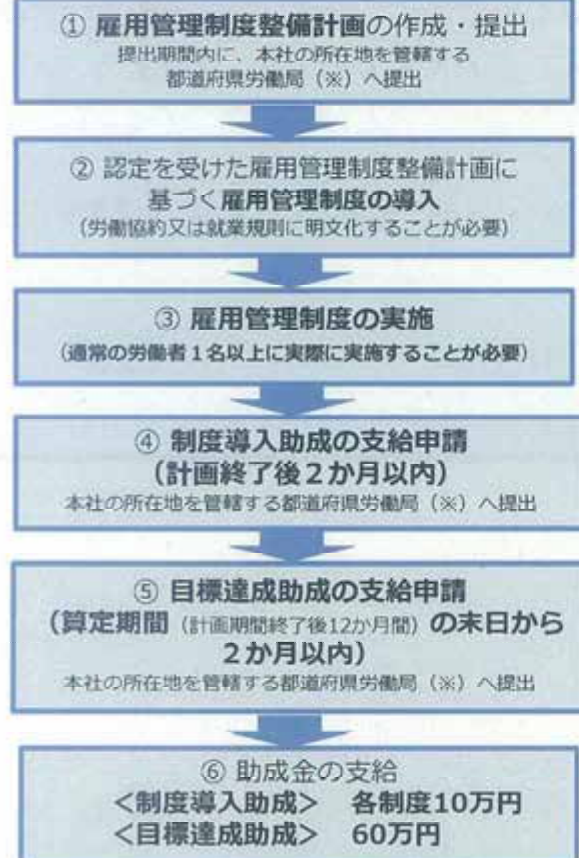 ① 雇用管理制度整備計画の作成・提出
提出期間内に、本社の所在地を管轄する
都道府県労働局（※）へ提出
② 認定を受けた雇用管理制度整備計画に
基づく雇用管理制度の導入
（労働協約又は就業規則に明文化することが必要）
③ 雇用管理制度の実施
（通常の労働者１名以上に実際に実施することが必要）
④ 制度導入助成の支給申請
（計画終了後２か月以内）
本社の所在地を管轄する都道府県労働局（※）へ提出
⑤ 目標達成助成の支給申請
（算定期間（計画期間終了後12か月間）の末日から
２か月以内）
本社の所在地を管轄する都道府県労働局（※）へ提出
⑥ 助成金の支給
＜制度導入助成＞　各制度10万円
＜目標達成助成＞　60万円